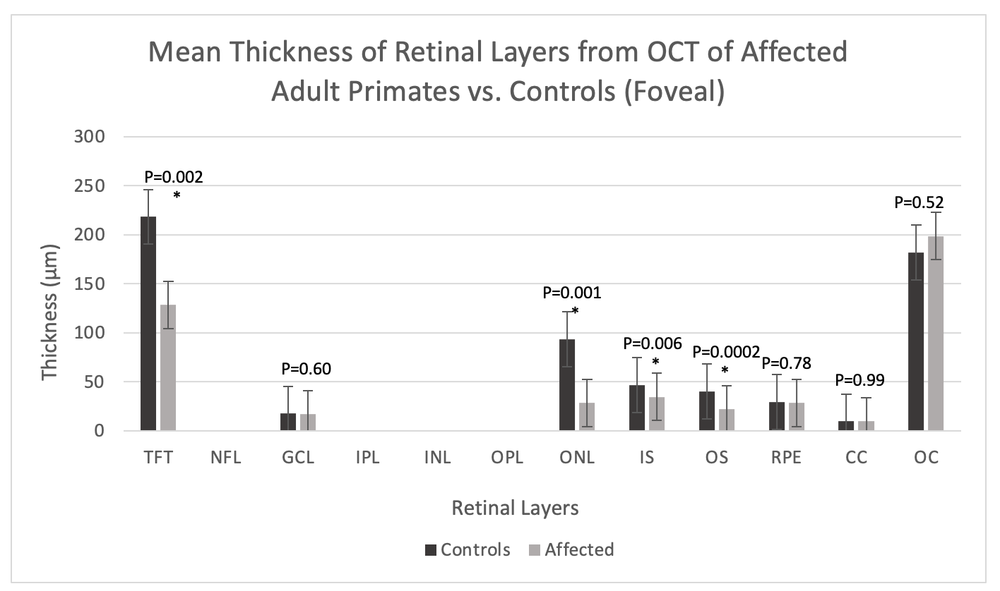 Mean Thickness of Retinal Layers from OCT of Affected
Adult Primates vs. Controls (Foveal)
Thickness (µm)
300
250
200
150
100
50
0
P=0.002
*
P=0.60
P=0.001
*
P=0.006
*
P=0.0002
*
P=0.78
P=0.99
P=0.52
TFT NFL GCL IPL INL OPL ONL IS OS RPE CC OC
Retinal Layers
Controls Affected